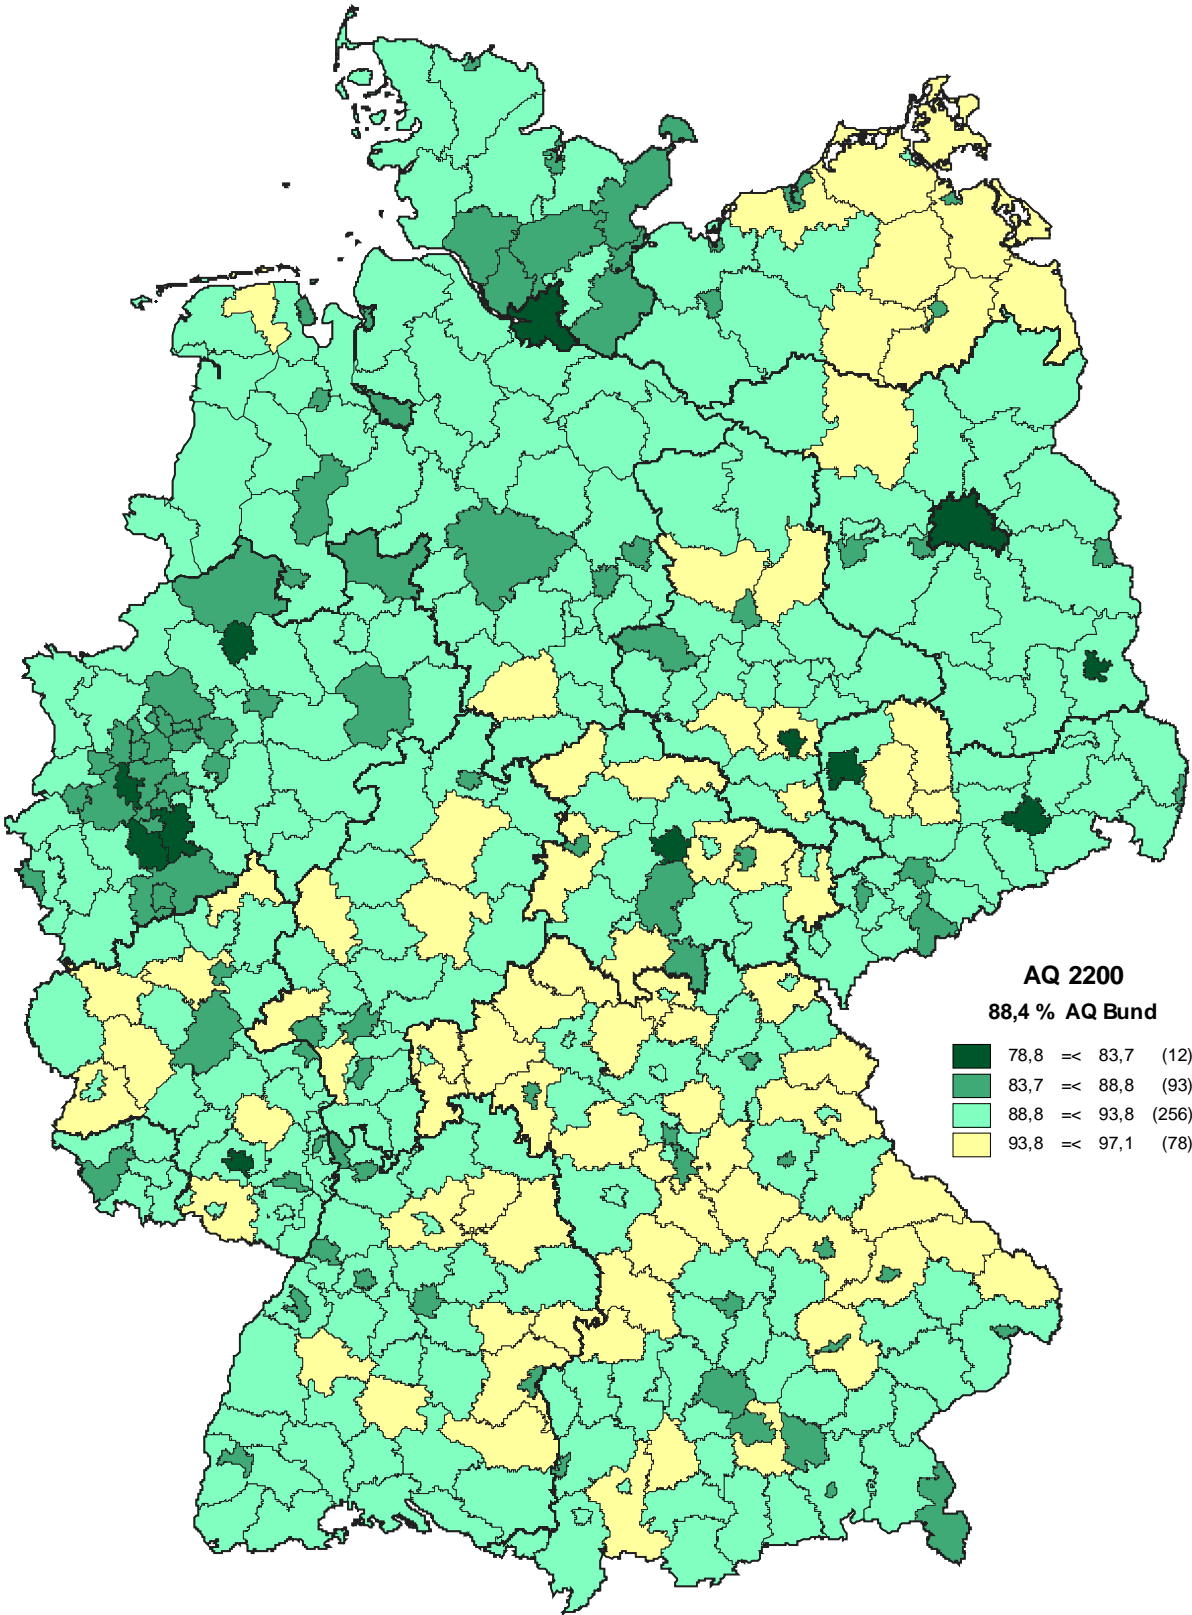 AQ 2200
88,4 % AQ Bund
78,8 =< 83,7 (12)
83,7 =< 88,8 (93)
88,8 =< 93,8 (256)
93,8 =< 97,1 (78)